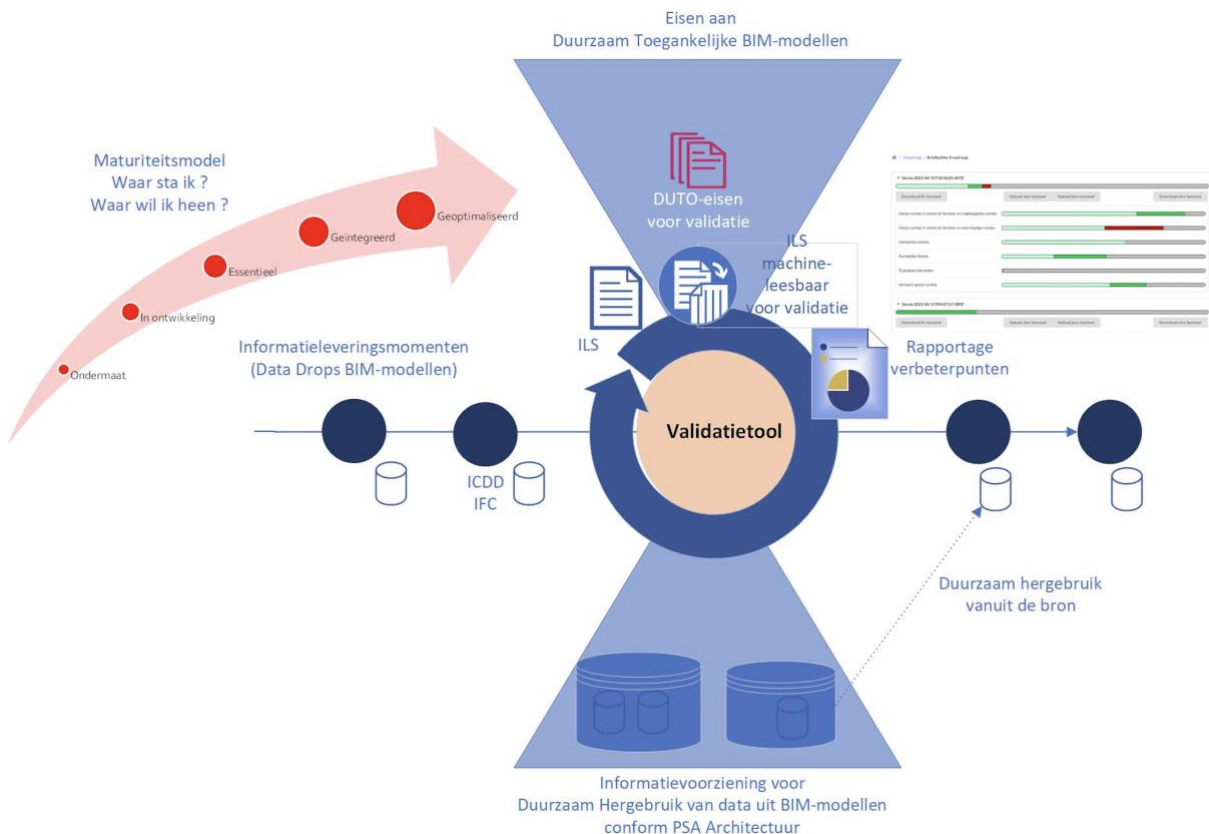 Eisen aan
Duurzaam Toegankelijke BIM-modellen
Maturiteitsmodel
Waar sta ik ?
Waar wil ik heen ?
Geoptimaliseerd
Geïntegreerd
Essentieel
In ontwikkeling
Ondermaat
DUTO-eisen
voor validatie
ILS
machine-
leesbaar
voor validatie
ILS
Informatieleveringsmomenten
(Data Drops BIM-modellen)
Rapportage
verbeterpunten
Validatietool
ICDD
IFC
Duurzaam hergebruik
vanuit de bron
Informatievoorziening voor
Duurzaam Hergebruik van data uit BIM-modellen
conform PSA Architectuur